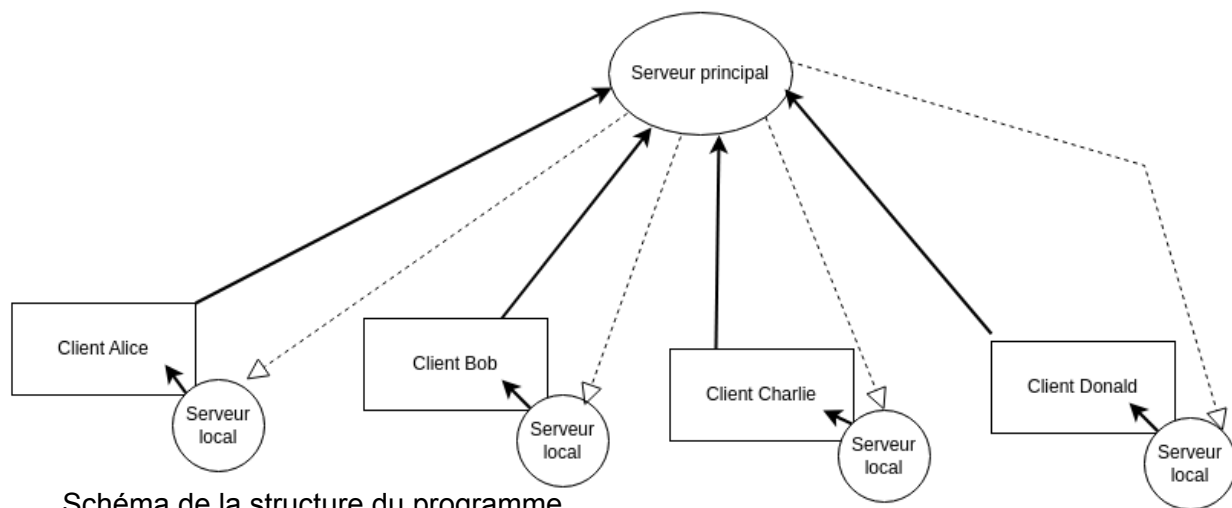 Serveur principal
Client Alice
Client Bob
Client Charlie
Client Donald
Serveur
local
Serveur
local
Serveur
local
Serveur
local
Schéma de la structure du programme